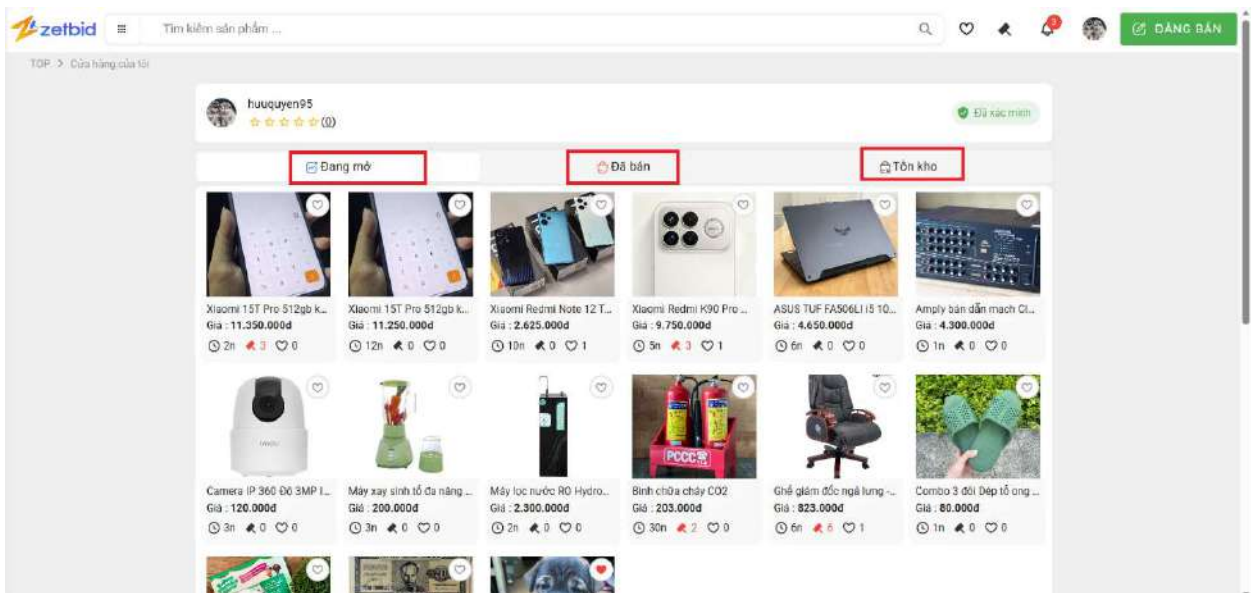 zetbid
Tìm kiếm sản phẩm ...
3
ĐĂNG BÁN
TOP > Cửa hàng của tôi
huuquyen95
(0)
Đã xác minh
Đang mở
Đã bán
Tồn kho
Xiaomi 15T Pro 512gb k...
Xiaomi 15T Pro 512gb k...
Xiaomi Redmi Note 12 T...
Xiaomi Redmi K90 Pro ...
ASUS TUF FA506LI i5 10...
Amply bán dẫn mạch Cl...
Giá : 11.350.000đ
Giá : 11.250.000đ
Giá : 2.625.000đ
Giá : 9.750.000đ
Giá : 4.650.000đ
Giá : 4.300.000đ
2n 3 0
12n 0 0
10n 0 1
5n 3 1
6n 0 0
1n 0 0
PCCC
Camera IP 360 Độ 3MP I...
Máy xay sinh tố đa năng ...
Máy lọc nước RO Hydro...
Bình chữa cháy CO2
Ghế giám đốc ngả lưng -...
Combo 3 đôi Dép tổ ong ...
Giá : 120.000đ
Giá : 200.000đ
Giá : 2.300.000đ
Giá : 203.000đ
Giá : 823.000đ
Giá : 80.000đ
3n 0 0
3n 0 0
2n 0 0
30n 2 0
6n 6 1
1n 0 0